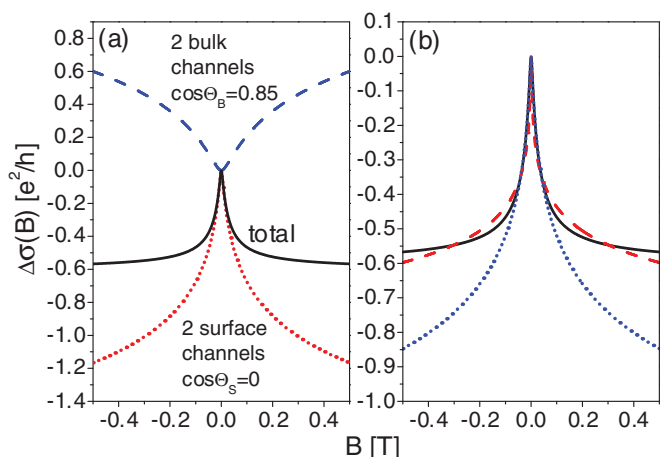 (a)
2 bulk
channels
cosΘ_B=0.85
total
2 surface
channels
cosΘ_S=0
0.8
0.6
0.4
0.2
0.0
-0.2
-0.4
-0.6
-0.8
-1.0
-1.2
-1.4
Δσ(B) [e²/h]
-0.4 -0.2 0.0 0.2 0.4
(b)
0.1
0.0
-0.1
-0.2
-0.3
-0.4
-0.5
-0.6
-0.7
-0.8
-0.9
-1.0
-0.4 -0.2 0.0 0.2 0.4
B [T]